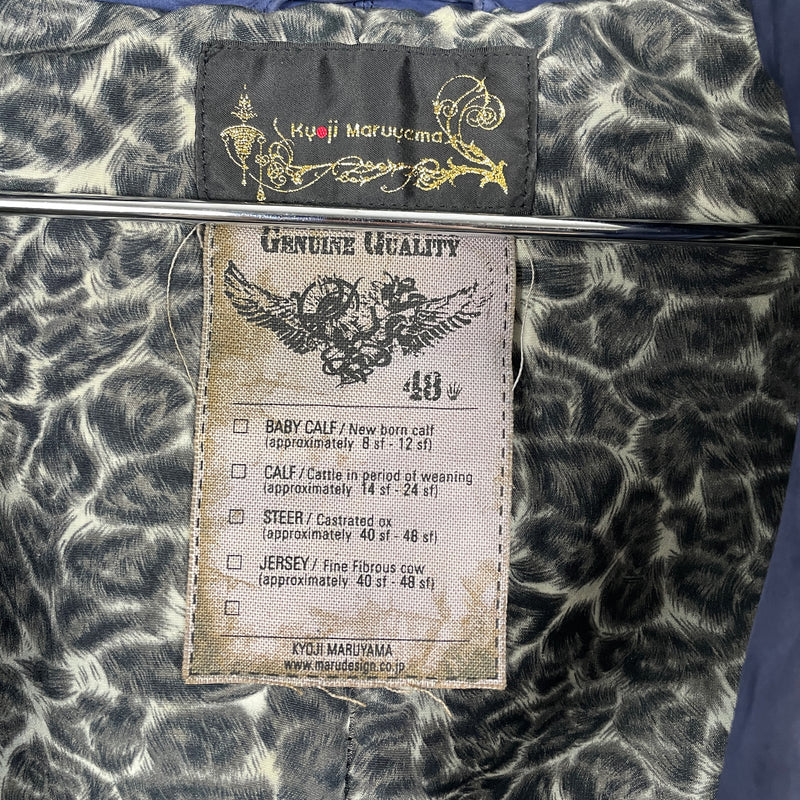 Kyoji Maruyama
GENUINE QUALITY
48
BABY CALF / New born calf
(approximately 8 sf - 12 sf)
CALF / Cattle in period of weaning
(approximately 14 sf - 24 sf)
STEER / Castrated ox
(approximately 40 sf - 48 sf)
JERSEY / Fine Fibrous cow
(approximately 40 sf - 48 sf)
KYOJI MARUYAMA
www.marudesign.co.jp